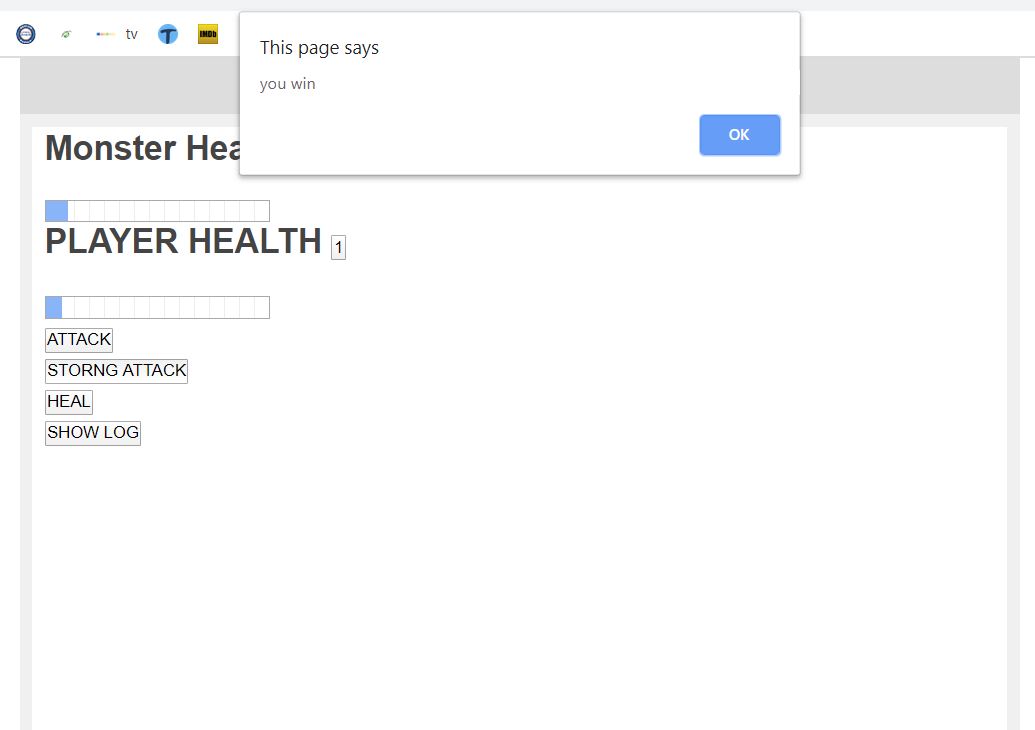 tv
T
IMDb
This page says
you win
OK
Monster Hea
PLAYER HEALTH 1
ATTACK
STORNG ATTACK
HEAL
SHOW LOG